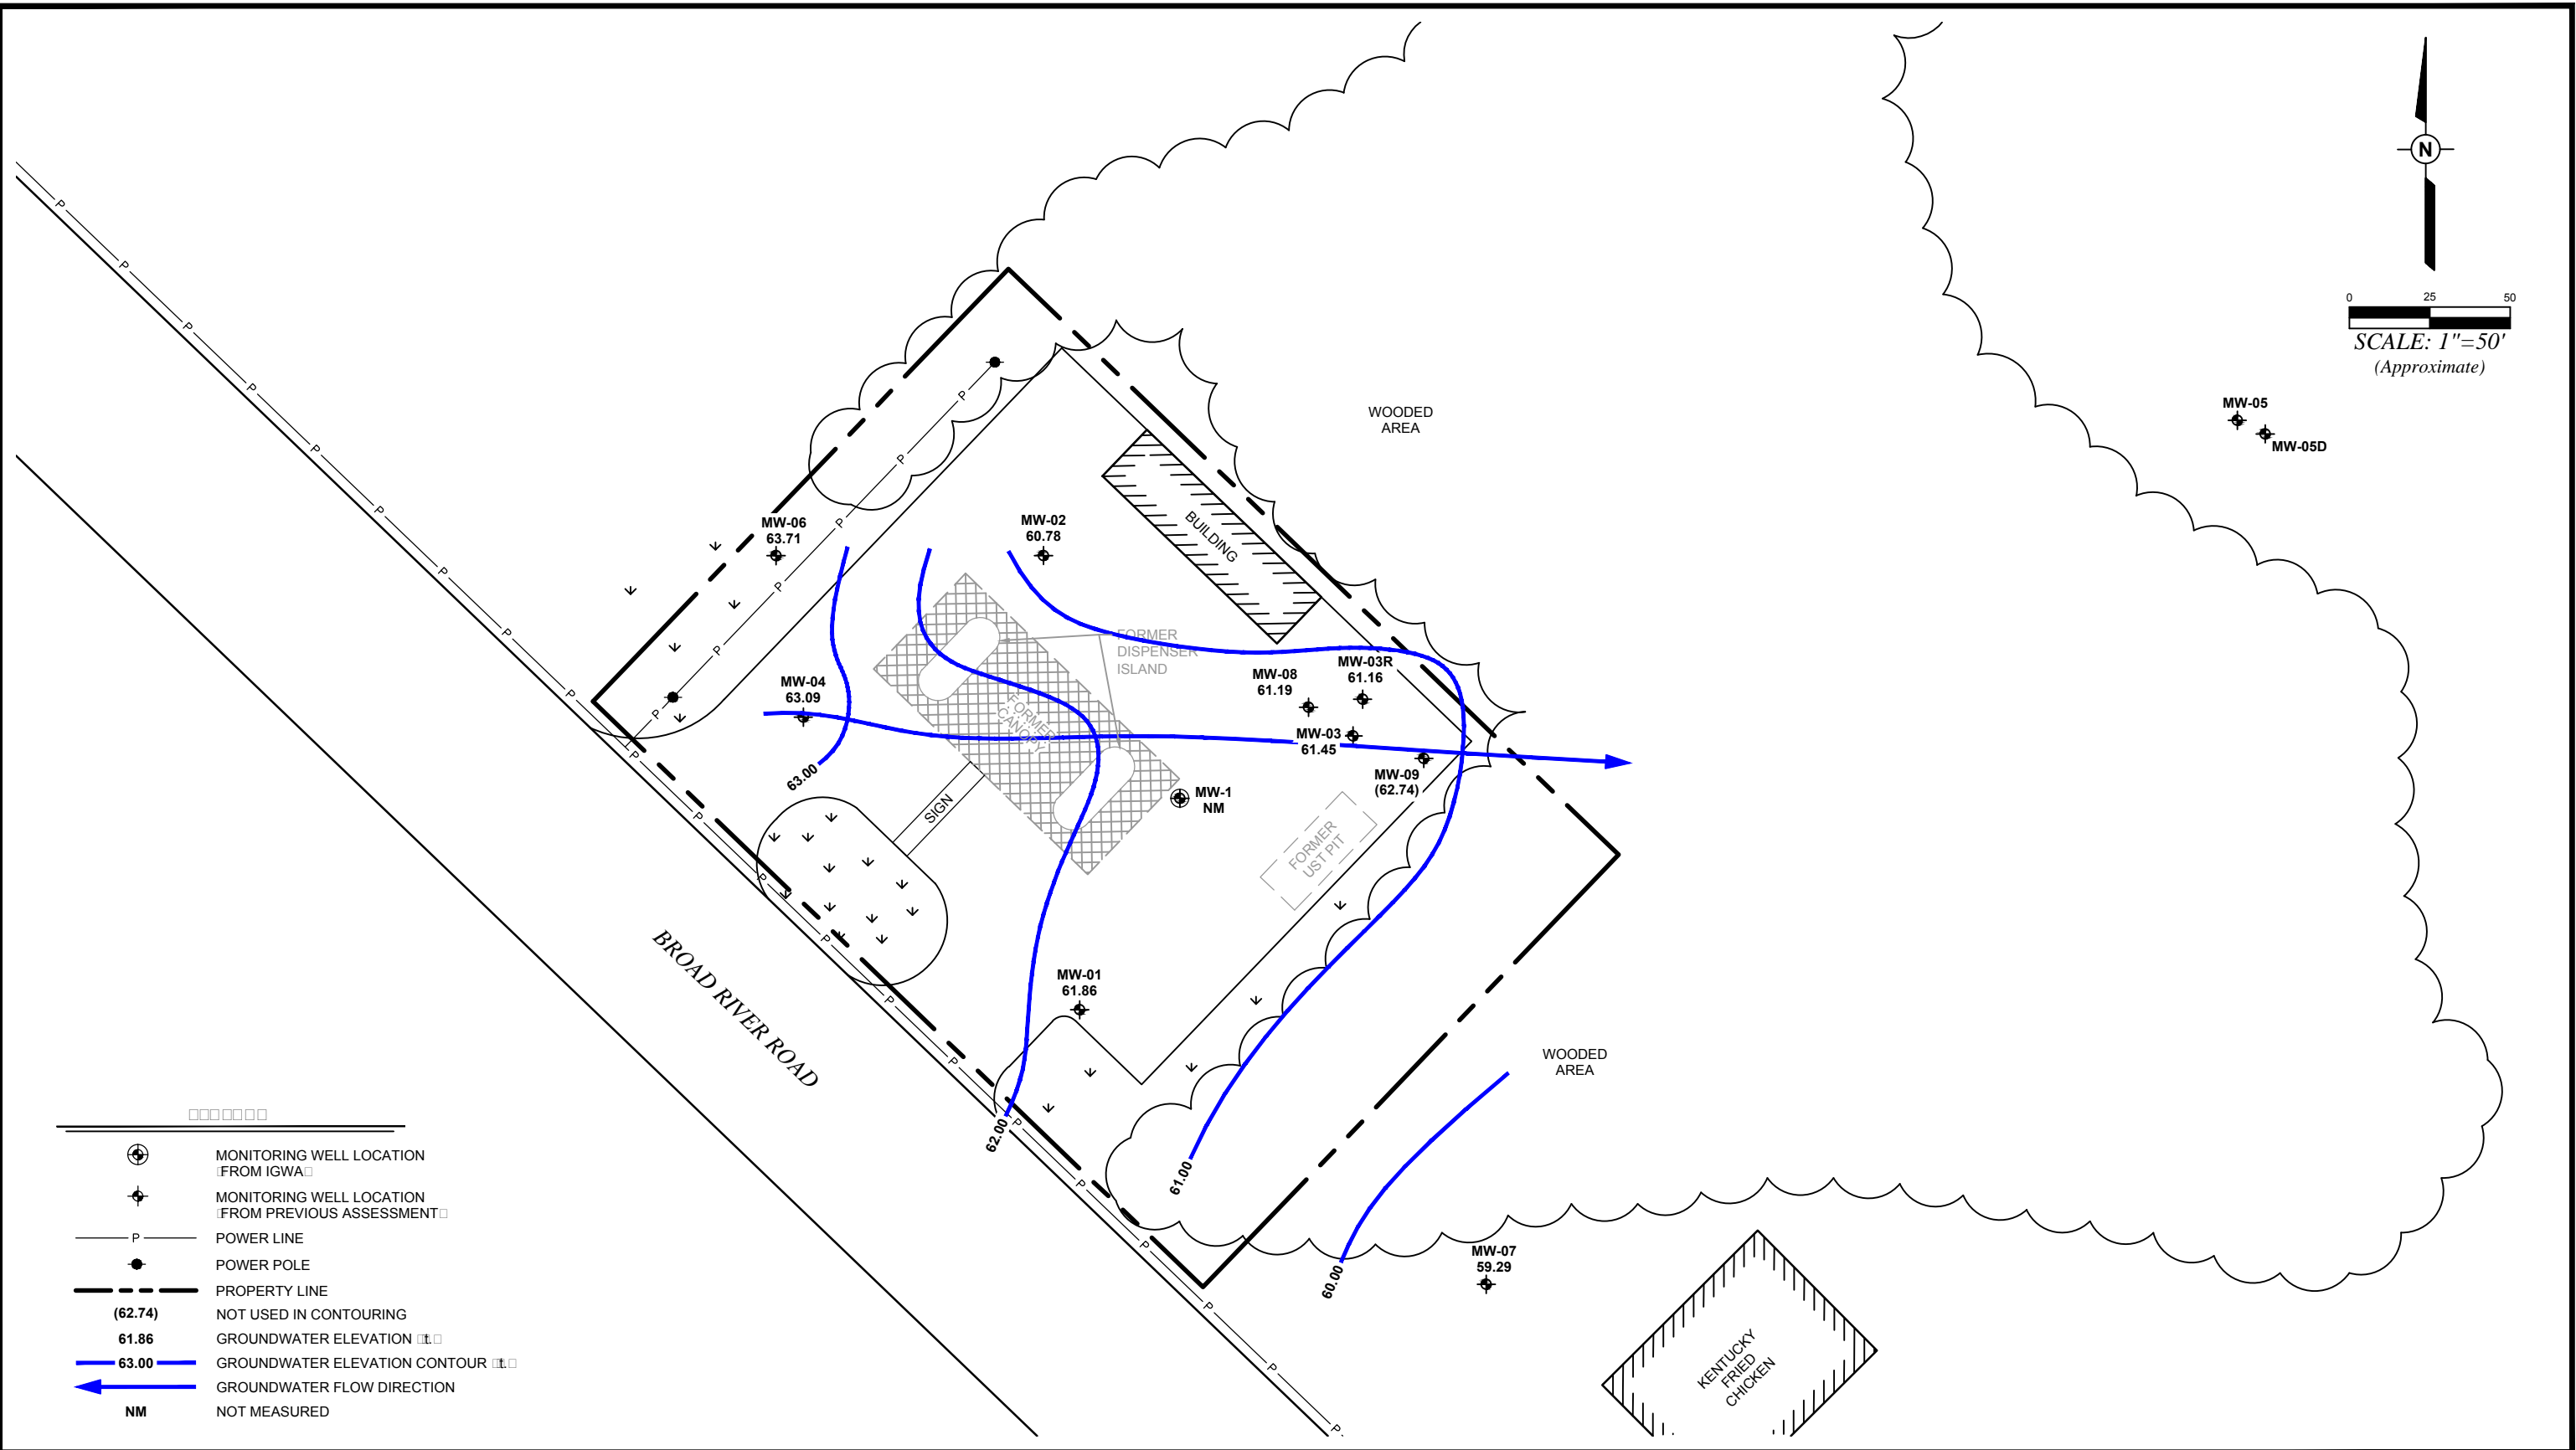 N
0 25 50
SCALE: 1"=50'
(Approximate)
MW-05
MW-05D
WOODED
AREA
MW-06
63.71
MW-02
60.78
BUILDING
FORMER
DISPENSER
ISLAND
MW-04
63.09
MW-08
61.19
MW-03R
61.16
FORMER
CANOPY
MW-03
61.45
MW-09
(62.74)
63.00
MW-1
NM
SIGN
FORMER
UST PIT
BROAD RIVER ROAD
MW-01
61.86
WOODED
AREA
62.00
61.00
60.00
MW-07
59.29
KENTUCKY
FRIED
CHICKEN
MONITORING WELL LOCATION
FROM IGWA
MONITORING WELL LOCATION
FROM PREVIOUS ASSESSMENT
P
POWER LINE
POWER POLE
PROPERTY LINE
(62.74) NOT USED IN CONTOURING
61.86 GROUNDWATER ELEVATION
63.00 GROUNDWATER ELEVATION CONTOUR
GROUNDWATER FLOW DIRECTION
NM NOT MEASURED